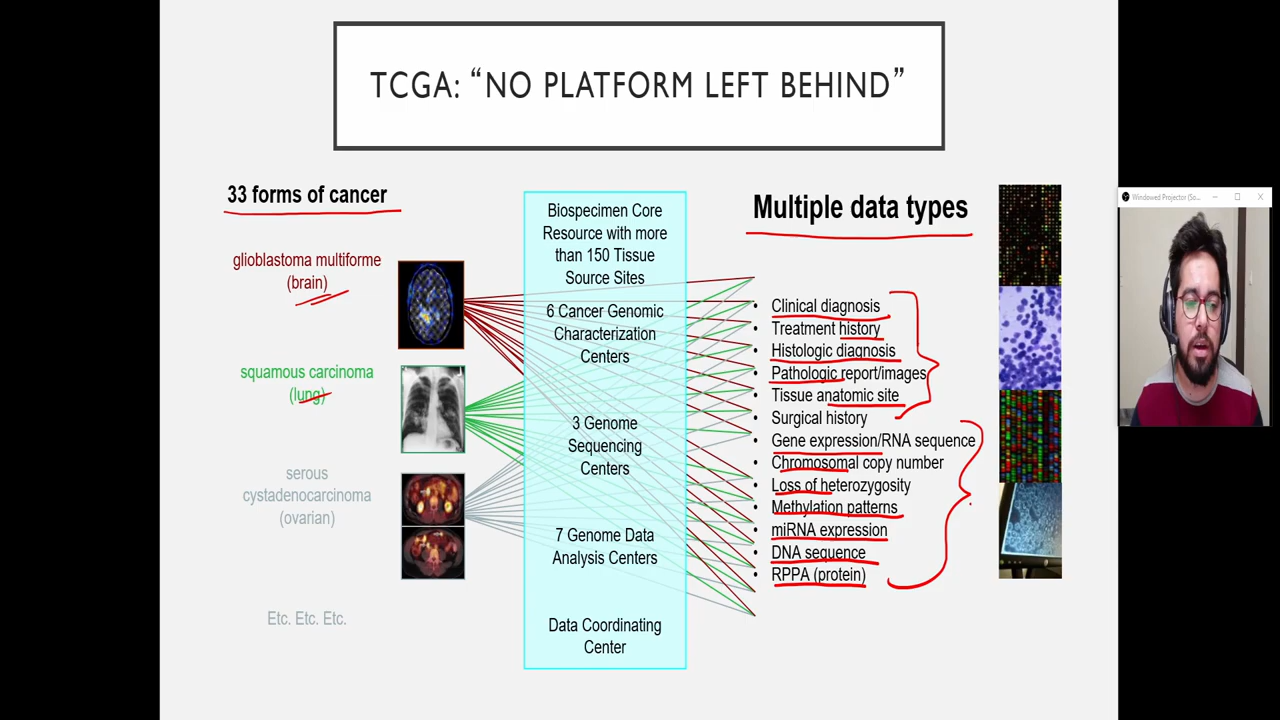 TCGA: “NO PLATFORM LEFT BEHIND”
33 forms of cancer
glioblastoma multiforme
(brain)
squamous carcinoma
(lung)
serous
cystadenocarcinoma
(ovarian)
Etc. Etc. Etc.
Biospecimen Core
Resource with more
than 150 Tissue
Source Sites
6 Cancer Genomic
Characterization
Centers
3 Genome
Sequencing
Centers
7 Genome Data
Analysis Centers
Data Coordinating
Center
Multiple data types
• Clinical diagnosis
• Treatment history
• Histologic diagnosis
• Pathologic report/images
• Tissue anatomic site
• Surgical history
• Gene expression/RNA sequence
• Chromosomal copy number
• Loss of heterozygosity
• Methylation patterns
• miRNA expression
• DNA sequence
• RPPA (protein)
Windowed Projector (So...